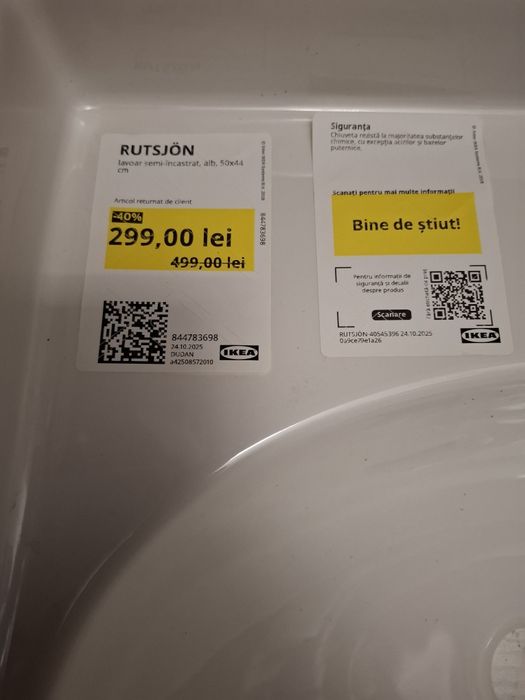 RUTSJÖN
lavoar semi-încastrat, alb, 50x44
cm
Articol returnat de client
-40%
299,00 lei
499,00 lei
844783698
844783698
24.10.2025
IKEA
Siguranța
Chiuveta rezistă la majoritatea substanțelor
chimice, cu excepția acizilor și bazelor
puternice.
Scanați pentru mai multe informații
Bine de știut!
Pentru informații de
siguranță și detalii
despre produs
Scanare
RUTSJÖN 40545396 24.10.2025
IKEA